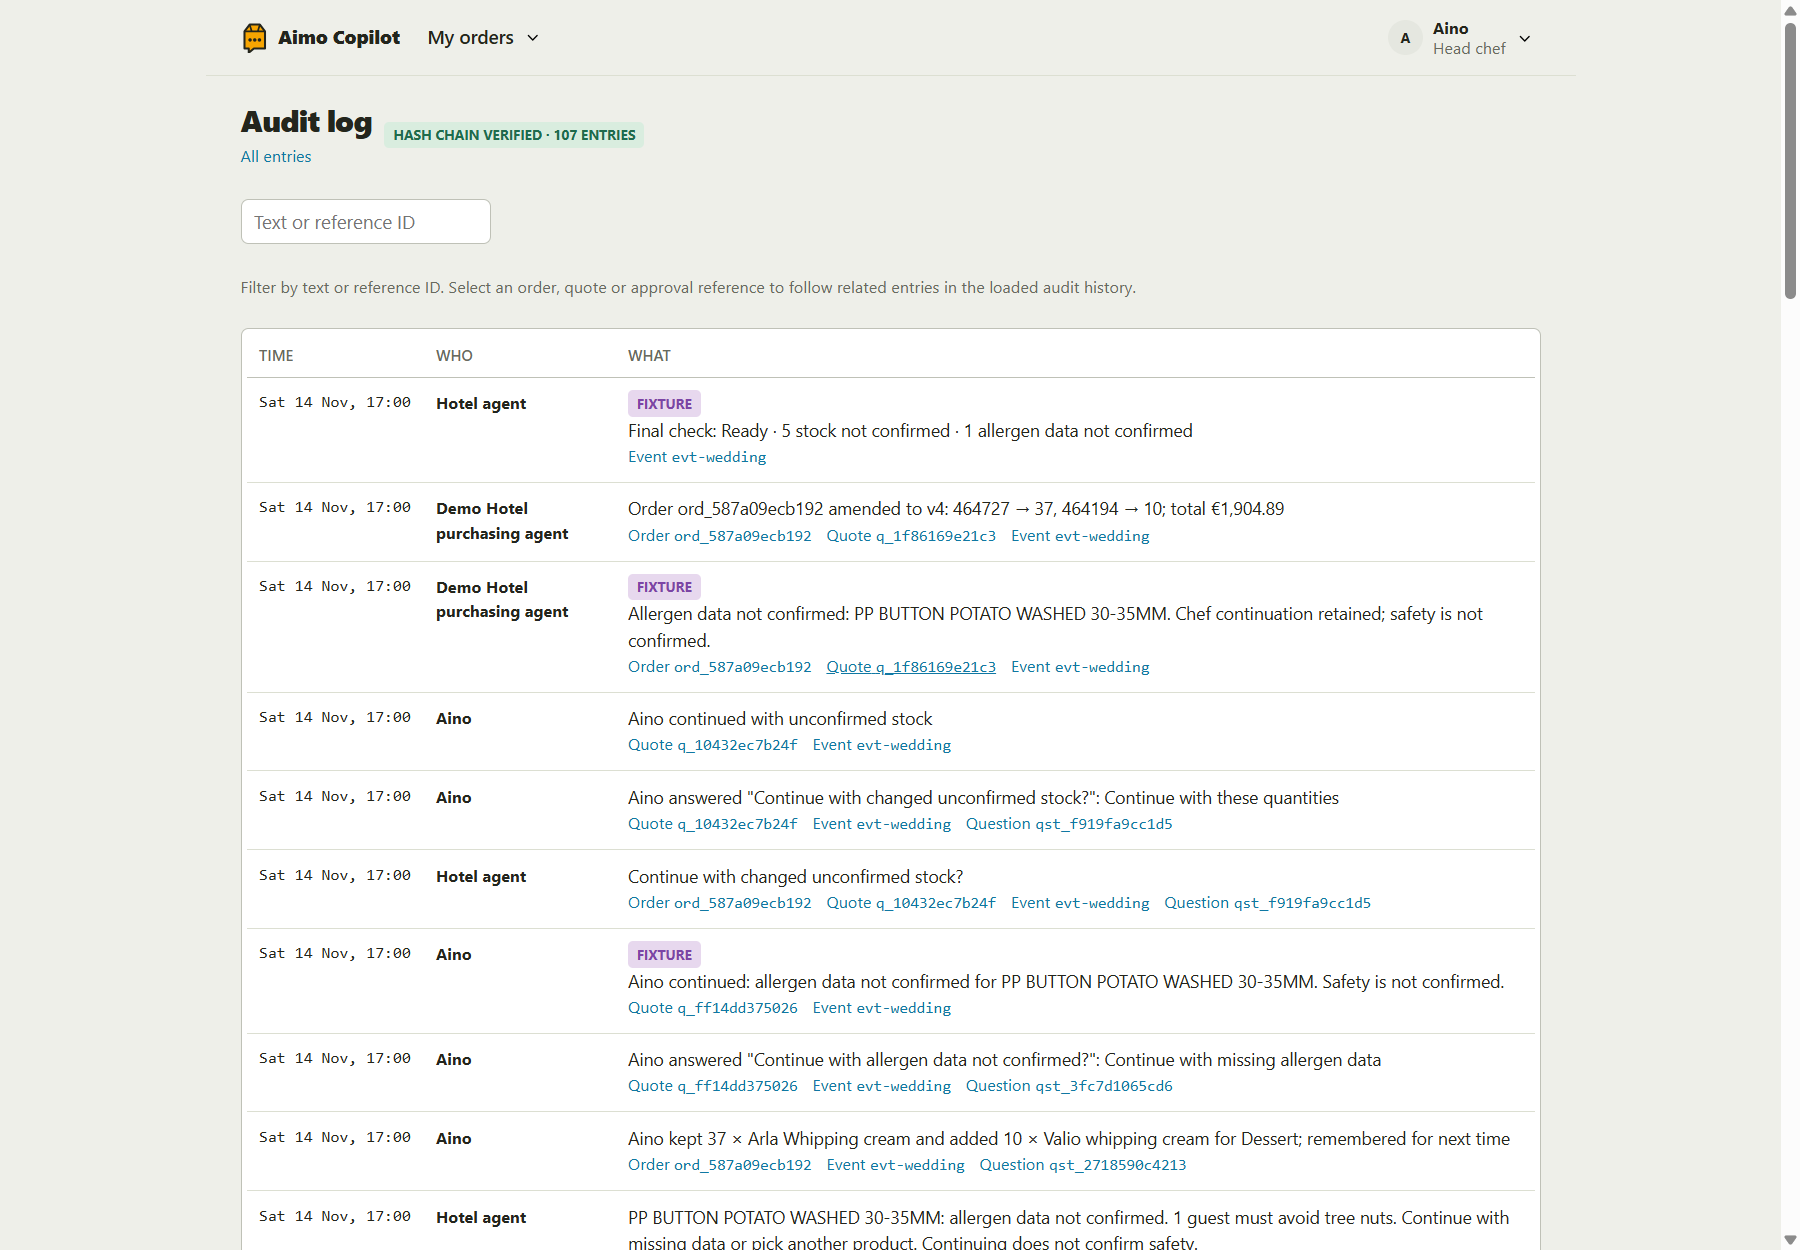 Aimo Copilot My orders
A Aino
Head chef
Audit log HASH CHAIN VERIFIED · 107 ENTRIES
All entries
Text or reference ID
Filter by text or reference ID. Select an order, quote or approval reference to follow related entries in the loaded audit history.
TIME WHO WHAT
Sat 14 Nov, 17:00 Hotel agent FIXTURE
Final check: Ready · 5 stock not confirmed · 1 allergen data not confirmed
Event evt-wedding
Sat 14 Nov, 17:00 Demo Hotel purchasing agent Order ord_587a09ecb192 amended to v4: 464727 → 37, 464194 → 10; total €1,904.89
Order ord_587a09ecb192 Quote q_1f86169e21c3 Event evt-wedding
Sat 14 Nov, 17:00 Demo Hotel purchasing agent FIXTURE
Allergen data not confirmed: PP BUTTON POTATO WASHED 30-35MM. Chef continuation retained; safety is not
confirmed.
Order ord_587a09ecb192 Quote q_1f86169e21c3 Event evt-wedding
Sat 14 Nov, 17:00 Aino Aino continued with unconfirmed stock
Quote q_10432ec7b24f Event evt-wedding
Sat 14 Nov, 17:00 Aino Aino answered "Continue with changed unconfirmed stock?": Continue with these quantities
Quote q_10432ec7b24f Event evt-wedding Question qst_f919fa9cc1d5
Sat 14 Nov, 17:00 Hotel agent Continue with changed unconfirmed stock?
Order ord_587a09ecb192 Quote q_10432ec7b24f Event evt-wedding Question qst_f919fa9cc1d5
Sat 14 Nov, 17:00 Aino FIXTURE
Aino continued: allergen data not confirmed for PP BUTTON POTATO WASHED 30-35MM. Safety is not confirmed.
Quote q_ff14dd375026 Event evt-wedding
Sat 14 Nov, 17:00 Aino Aino answered "Continue with allergen data not confirmed?": Continue with missing allergen data
Quote q_ff14dd375026 Event evt-wedding Question qst_3fc7d1065cd6
Sat 14 Nov, 17:00 Aino Aino kept 37 × Arla Whipping cream and added 10 × Valio whipping cream for Dessert; remembered for next time
Order ord_587a09ecb192 Event evt-wedding Question qst_2718590c4213
Sat 14 Nov, 17:00 Hotel agent PP BUTTON POTATO WASHED 30-35MM: allergen data not confirmed. 1 guest must avoid tree nuts. Continue with
missing data or pick another product. Continuing does not confirm safety.